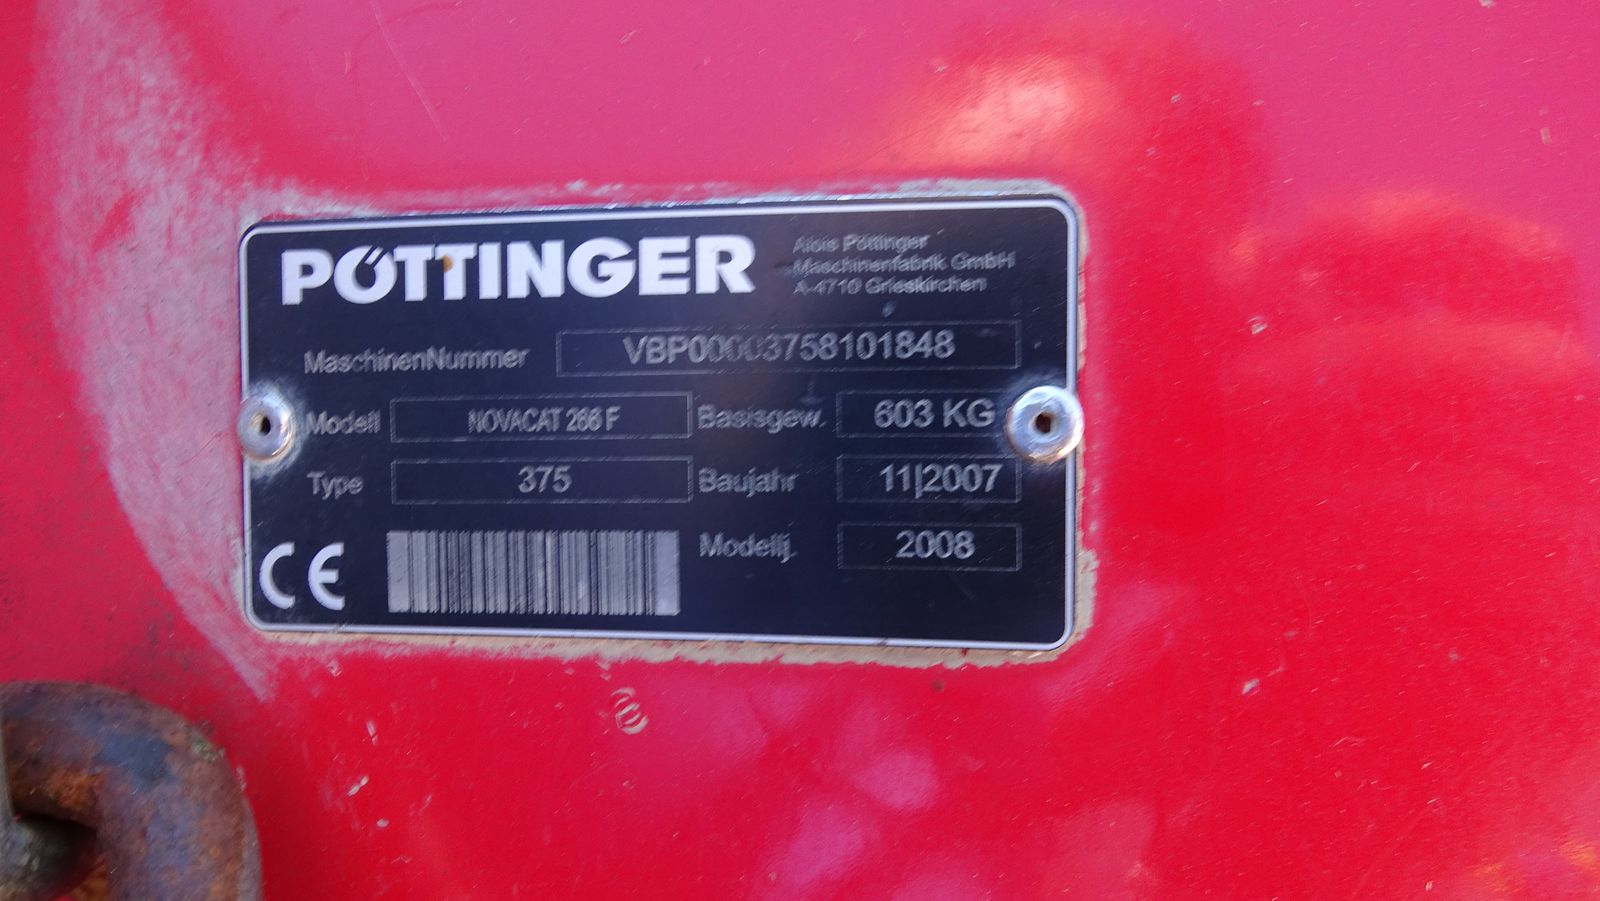 PÖTTINGER
Alois Pöttinger
Maschinenfabrik GmbH
A-4710 Grieskirchen
MaschinenNummer VBP00003758101848
Modell NOVACAT 266 F Basisgew. 603 KG
Type 375 Baujahr 11|2007
Modellj. 2008
CE